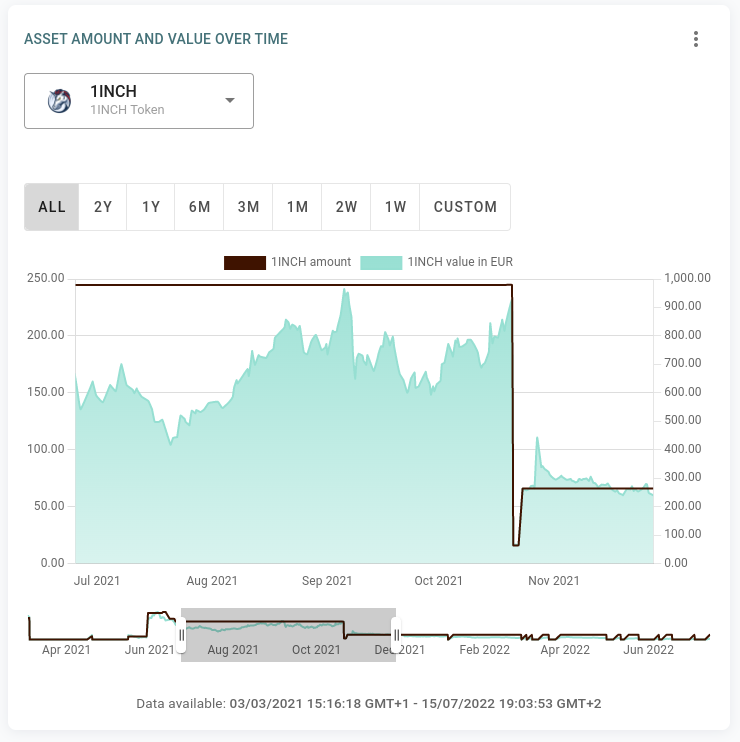 ASSET AMOUNT AND VALUE OVER TIME
1INCH
1INCH Token
ALL 2Y 1Y 6M 3M 1M 2W 1W CUSTOM
1INCH amount 1INCH value in EUR
250.00 1,000.00
900.00
200.00 800.00
700.00
150.00 600.00
500.00
100.00 400.00
300.00
50.00 200.00
100.00
0.00 0.00
Jul 2021 Aug 2021 Sep 2021 Oct 2021 Nov 2021
Apr 2021 Jun 2021 Aug 2021 Oct 2021 Dec 2021 Feb 2022 Apr 2022 Jun 2022
Data available: 03/03/2021 15:16:18 GMT+1 - 15/07/2022 19:03:53 GMT+2